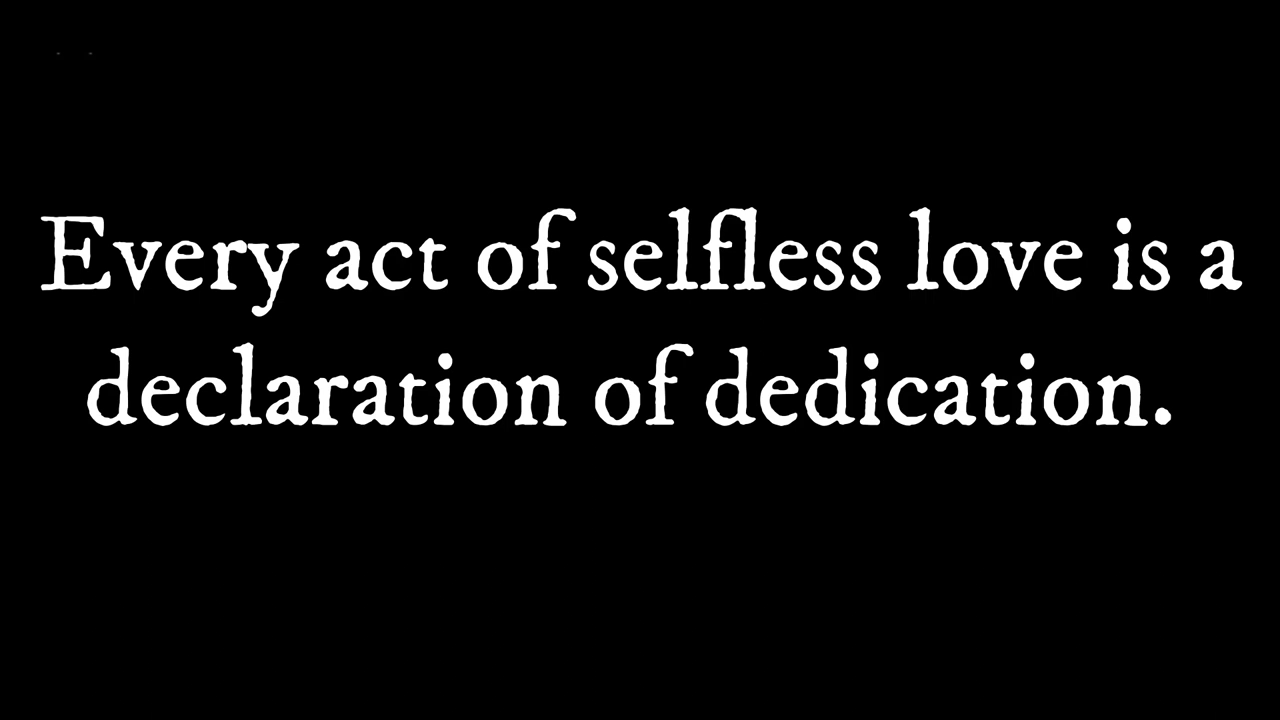 Every act of selfless love is a
declaration of dedication.